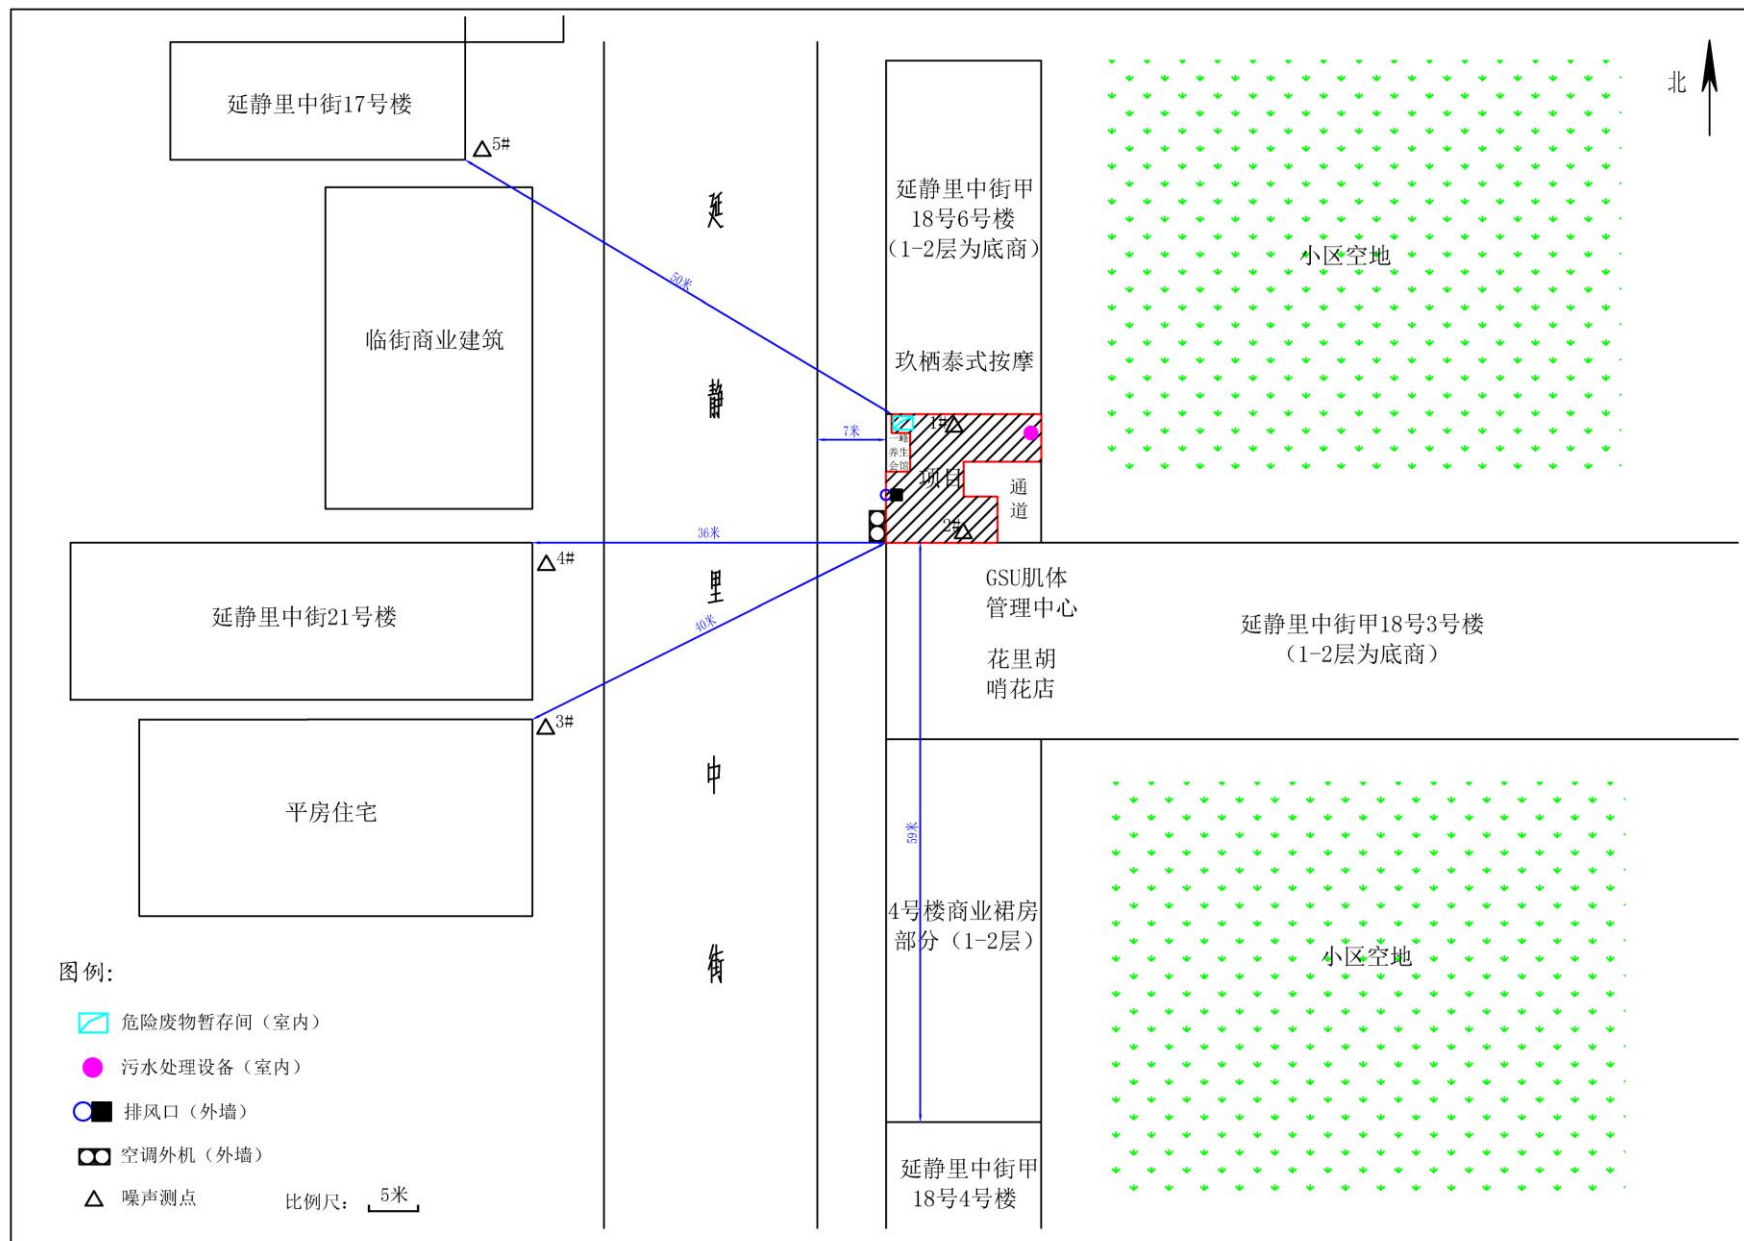 延静里中街17号楼
5#
北
延静里中街甲
18号6号楼
（1-2层为底商）
小区空地
50米
临街商业建筑
玖栖泰式按摩
7米
1#
一峰
养生
会馆
项目
通
道
2#
36米
4#
延静里中街21号楼
40米
GSU肌体
管理中心
花里胡
哨花店
延静里中街甲18号3号楼
（1-2层为底商）
3#
平房住宅
延
静
里
中
街
59米
4号楼商业裙房
部分（1-2层）
小区空地
延静里中街甲
18号4号楼
图例:
危险废物暂存间（室内）
污水处理设备（室内）
排风口（外墙）
空调外机（外墙）
噪声测点
比例尺: 5米